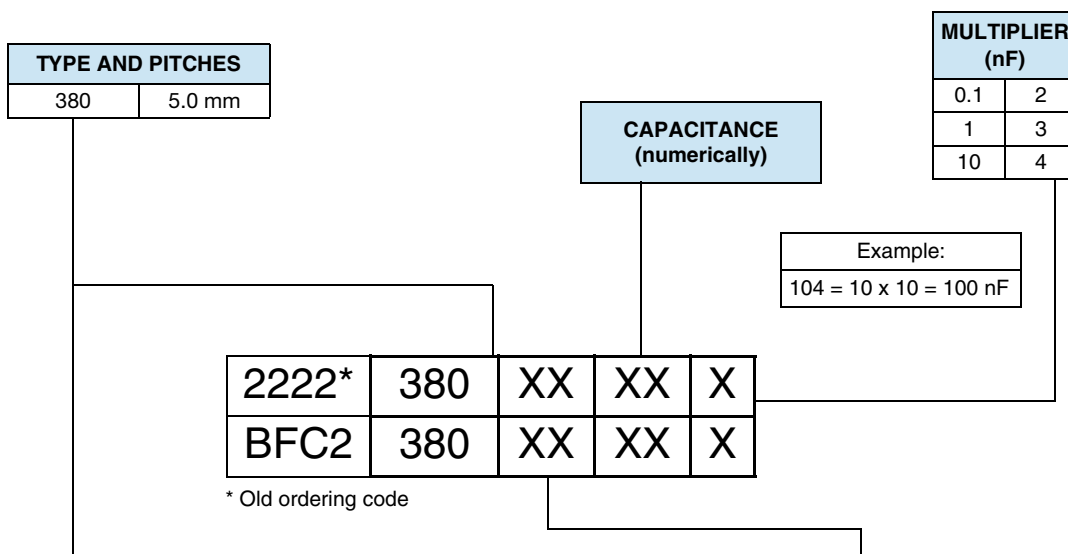 TYPE AND PITCHES
380 5.0 mm
MULTIPLIER
(nF)
0.1 2
1 3
10 4
CAPACITANCE
(numerically)
Example:
104 = 10 x 10 = 100 nF
2222* 380 XX XX X
BFC2 380 XX XX X
* Old ordering code